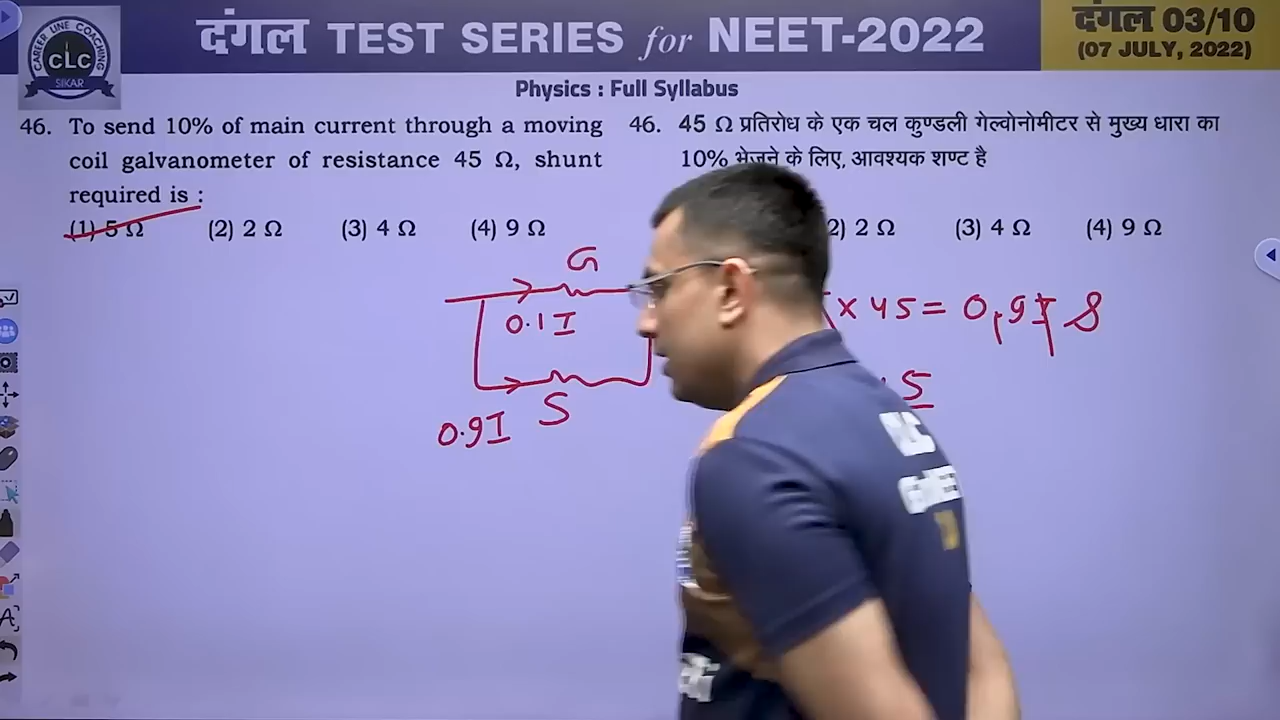 दंगल TEST SERIES for NEET-2022
दंगल 03/10
(07 JULY, 2022)
CAREER LINE COACHING
CLC
SIKAR
Physics : Full Syllabus
46. To send 10% of main current through a moving
coil galvanometer of resistance 45 Ω, shunt
required is :
(1) 5 Ω (2) 2 Ω (3) 4 Ω (4) 9 Ω
46. 45 Ω प्रतिरोध के एक चल कुण्डली गेल्वोनोमीटर से मुख्य धारा का
10% भेजने के लिए, आवश्यक शण्ट है
2) 2 Ω (3) 4 Ω (4) 9 Ω
G
0.1 I
S
0.9I
× 45 = 0.9I S
5